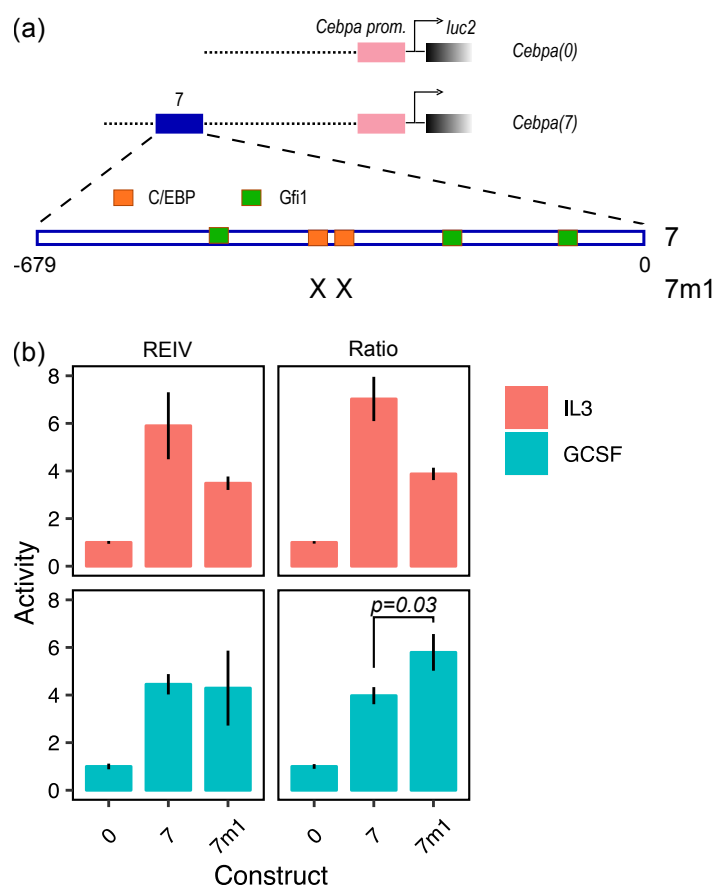 (a)
Cebpa prom. luc2
Cebpa(0)
7
Cebpa(7)
C/EBP Gfi1
7
-679 0
X X 7m1
(b)
REIV Ratio
8
6
4
2
0
IL3
GCSF
8
6
4
2
0
p=0.03
Activity
0 7 7m1 0 7 7m1
Construct